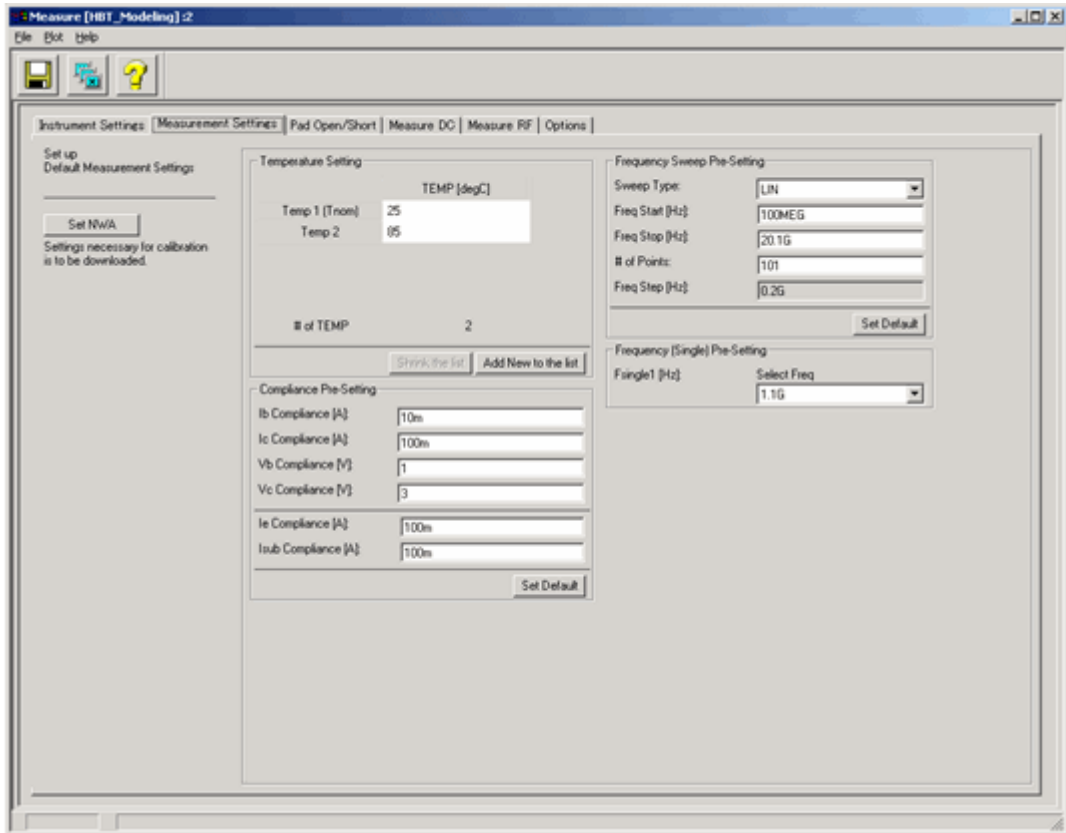 Measure [HBT_Modeling] :2
File Plot Help
Instrument Settings Measurement Settings Pad Open/Short Measure DC Measure RF Options
Set up
Default Measurement Settings
Set NWA
Settings necessary for calibration
is to be downloaded.
Temperature Setting
TEMP [degC]
Temp 1 (Tnom) 25
Temp 2 85
# of TEMP 2
Shrink the list Add New to the list
Compliance Pre-Setting
Ib Compliance [A]: 10m
Ic Compliance [A]: 100m
Vb Compliance [V]: 1
Vc Compliance [V]: 3
Ie Compliance [A]: 100m
Isub Compliance [A]: 100m
Set Default
Frequency Sweep Pre-Setting
Sweep Type: LIN
Freq Start [Hz]: 100MEG
Freq Stop [Hz]: 20.1G
# of Points: 101
Freq Step [Hz]: 0.2G
Set Default
Frequency (Single) Pre-Setting
Fsingle1 [Hz]: Select Freq
1.1G